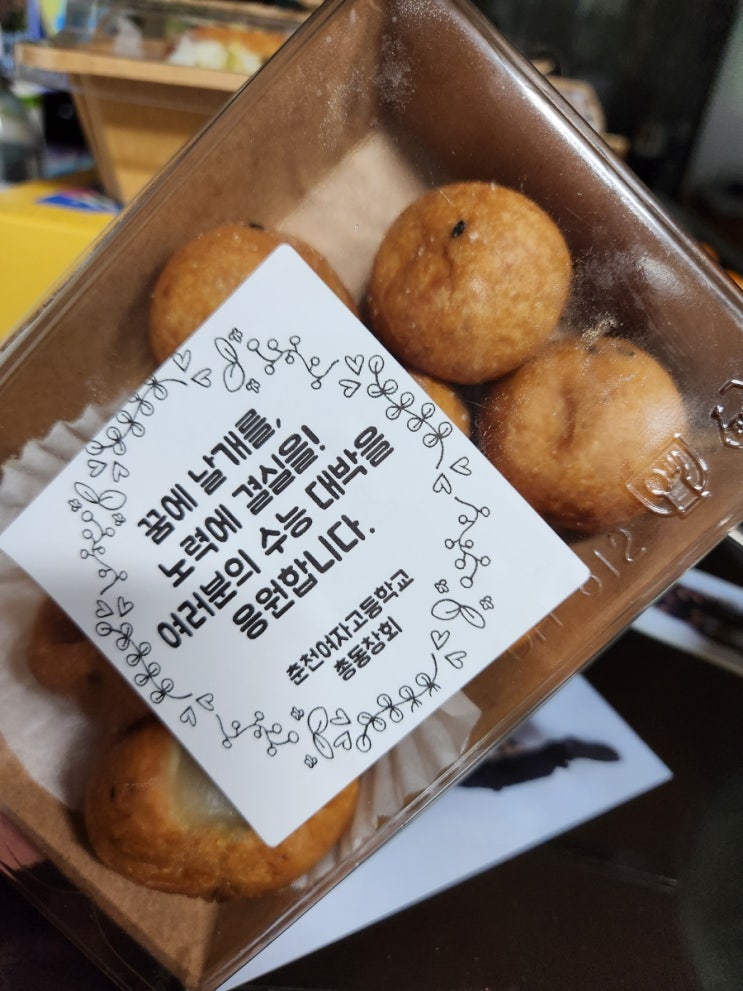 꿈에 날개를,
노력에 결실을!
여러분의 수능 대박을
응원합니다.
춘천여자고등학교
총동창회